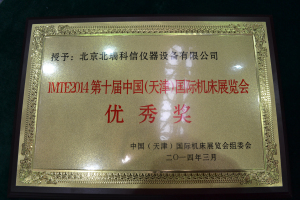 授予：北京北瑞科信仪器设备有限公司
IMTE2014第十届中国（天津）国际机床展览会
优秀奖
中国（天津）国际机床展览会组委会
二〇一四年三月